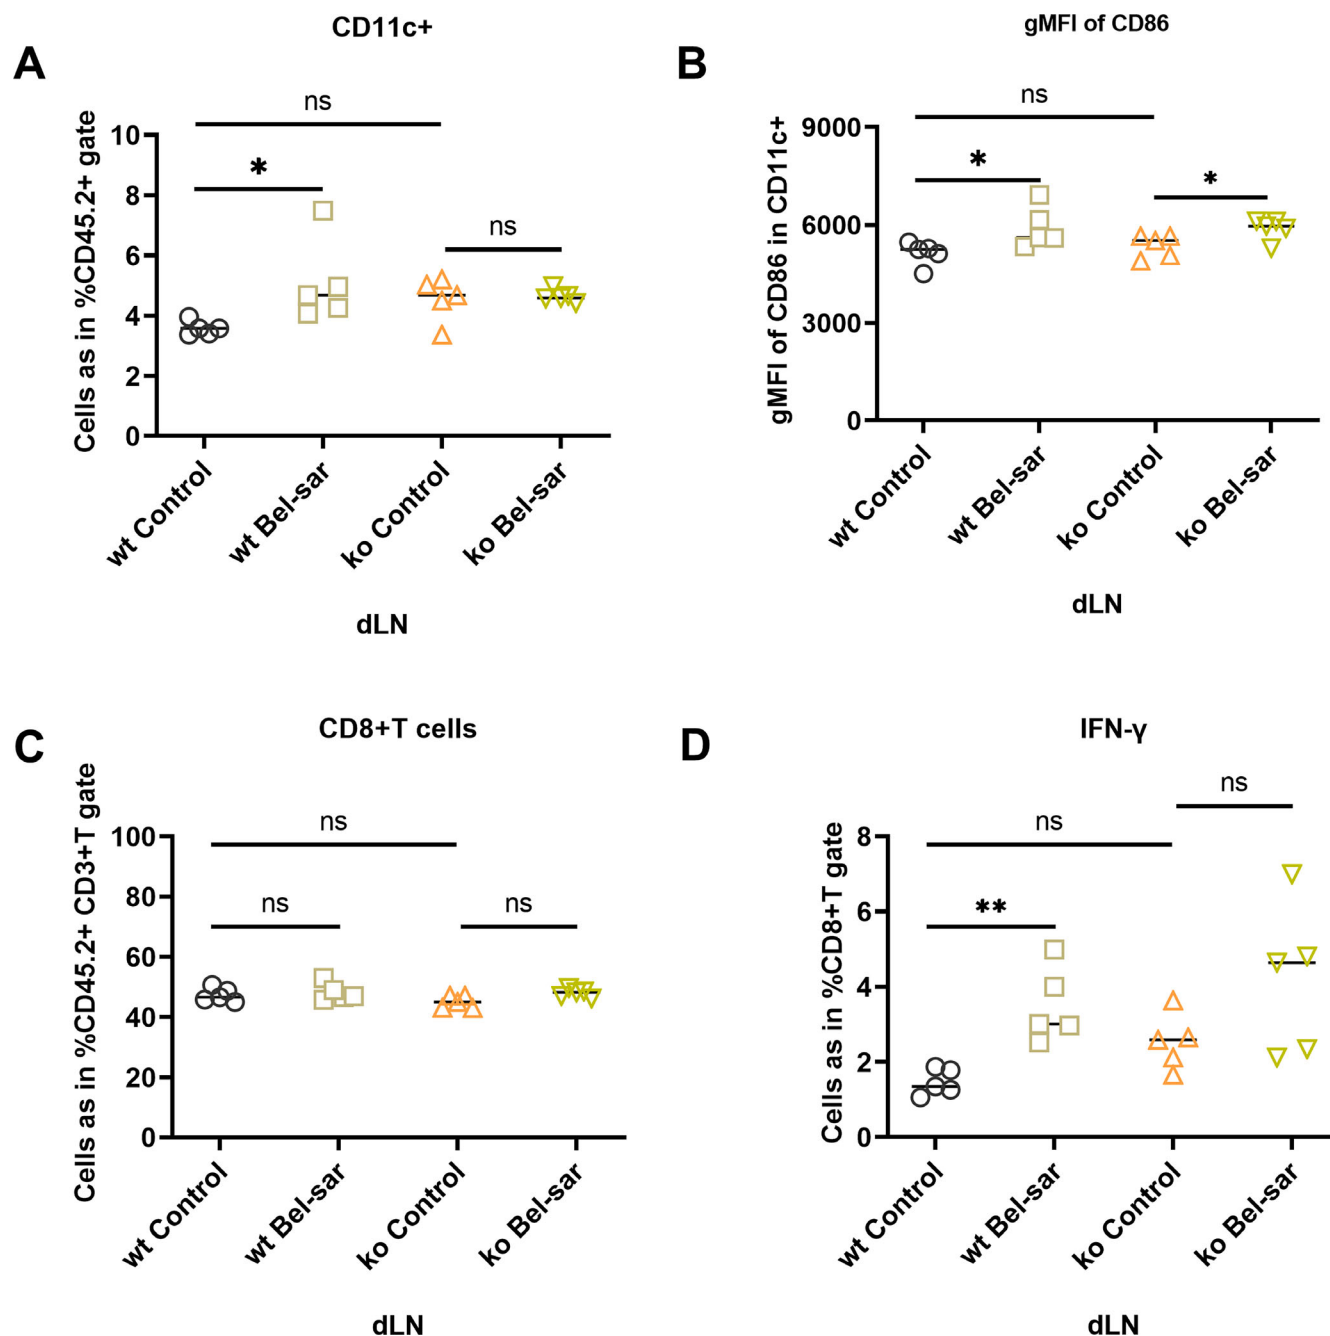 A
CD11c+
Cells as in %CD45.2+ gate
10
8
6
4
2
0
ns
*
ns
wt Control
wt Bel-sar
ko Control
ko Bel-sar
dLN
B
gMFI of CD86
gMFI of CD86 in CD11c+
9000
6000
3000
0
ns
*
*
wt Control
wt Bel-sar
ko Control
ko Bel-sar
dLN
C
CD8+T cells
Cells as in %CD45.2+ CD3+T gate
100
80
60
40
20
0
ns
ns
ns
wt Control
wt Bel-sar
ko Control
ko Bel-sar
dLN
D
IFN-γ
Cells as in %CD8+T gate
8
6
4
2
0
ns
ns
**
wt Control
wt Bel-sar
ko Control
ko Bel-sar
dLN